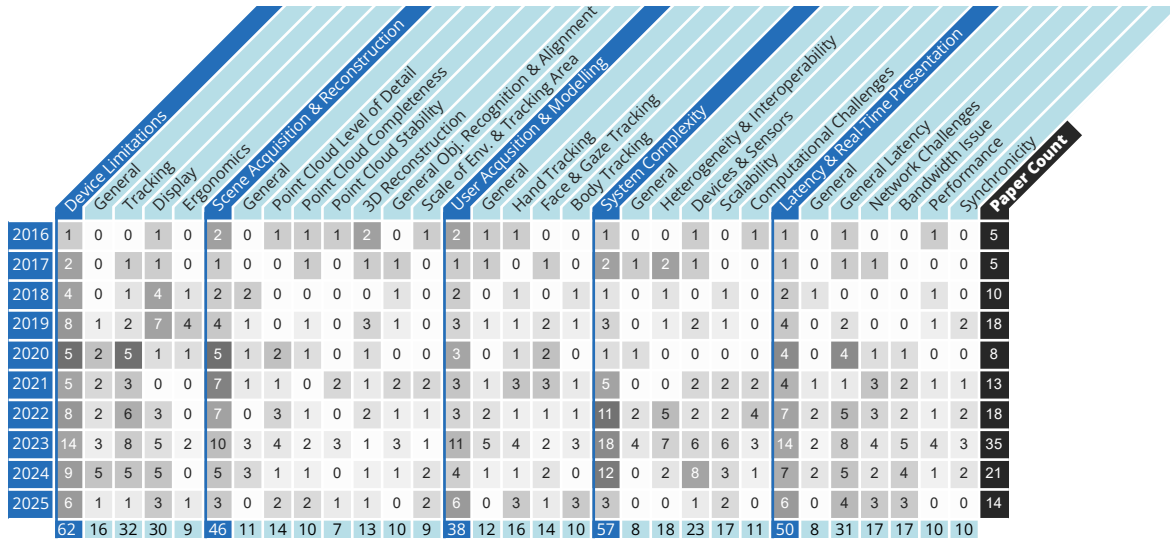 Device Limitations
General
Tracking
Display
Ergonomics
Scene Acquisition & Reconstruction
General
Point Cloud Level of Detail
Point Cloud Completeness
Point Cloud Stability
3D Reconstruction
General Obj. Recognition & Alignment
Scale of Env. & Tracking Area
User Acqusition & Modelling
General
Hand Tracking
Face & Gaze Tracking
Body Tracking
System Complexity
General
Heterogeneity & Interoperability
Devices & Sensors
Scalability
Computational Challenges
Latency & Real-Time Presentation
General
General Latency
Network Challenges
Bandwidth Issue
Performance
Synchronicity
Paper Count
2016 1 0 0 1 0 2 0 1 1 1 2 0 1 2 1 1 0 0 1 0 0 1 0 1 1 0 1 0 0 1 0 5
2017 2 0 1 1 0 1 0 0 1 0 1 1 0 1 1 0 1 0 2 1 2 1 0 0 1 0 1 1 0 0 0 5
2018 4 0 1 4 1 2 2 0 0 0 0 1 0 2 0 1 0 1 1 0 1 0 1 0 2 1 0 0 0 1 0 10
2019 8 1 2 7 4 4 1 0 1 0 3 1 0 3 1 1 2 1 3 0 1 2 1 0 4 0 2 0 0 1 2 18
2020 5 2 5 1 1 5 1 2 1 0 1 0 0 3 0 1 2 0 1 1 0 0 0 0 4 0 4 1 1 0 0 8
2021 5 2 3 0 0 7 1 1 0 2 1 2 2 3 1 3 3 1 5 0 0 2 2 2 4 1 1 3 2 1 1 13
2022 8 2 6 3 0 7 0 3 1 0 2 1 1 3 2 1 1 1 11 2 5 2 2 4 7 2 5 3 2 1 2 18
2023 14 3 8 5 2 10 3 4 2 3 1 3 1 11 5 4 2 3 18 4 7 6 6 3 14 2 8 4 5 4 3 35
2024 9 5 5 5 0 5 3 1 1 0 1 1 2 4 1 1 2 0 12 0 2 8 3 1 7 2 5 2 4 1 2 21
2025 6 1 1 3 1 3 0 2 2 1 1 0 2 6 0 3 1 3 3 0 0 1 2 0 6 0 4 3 3 0 0 14
62 16 32 30 9 46 11 14 10 7 13 10 9 38 12 16 14 10 57 8 18 23 17 11 50 8 31 17 17 10 10